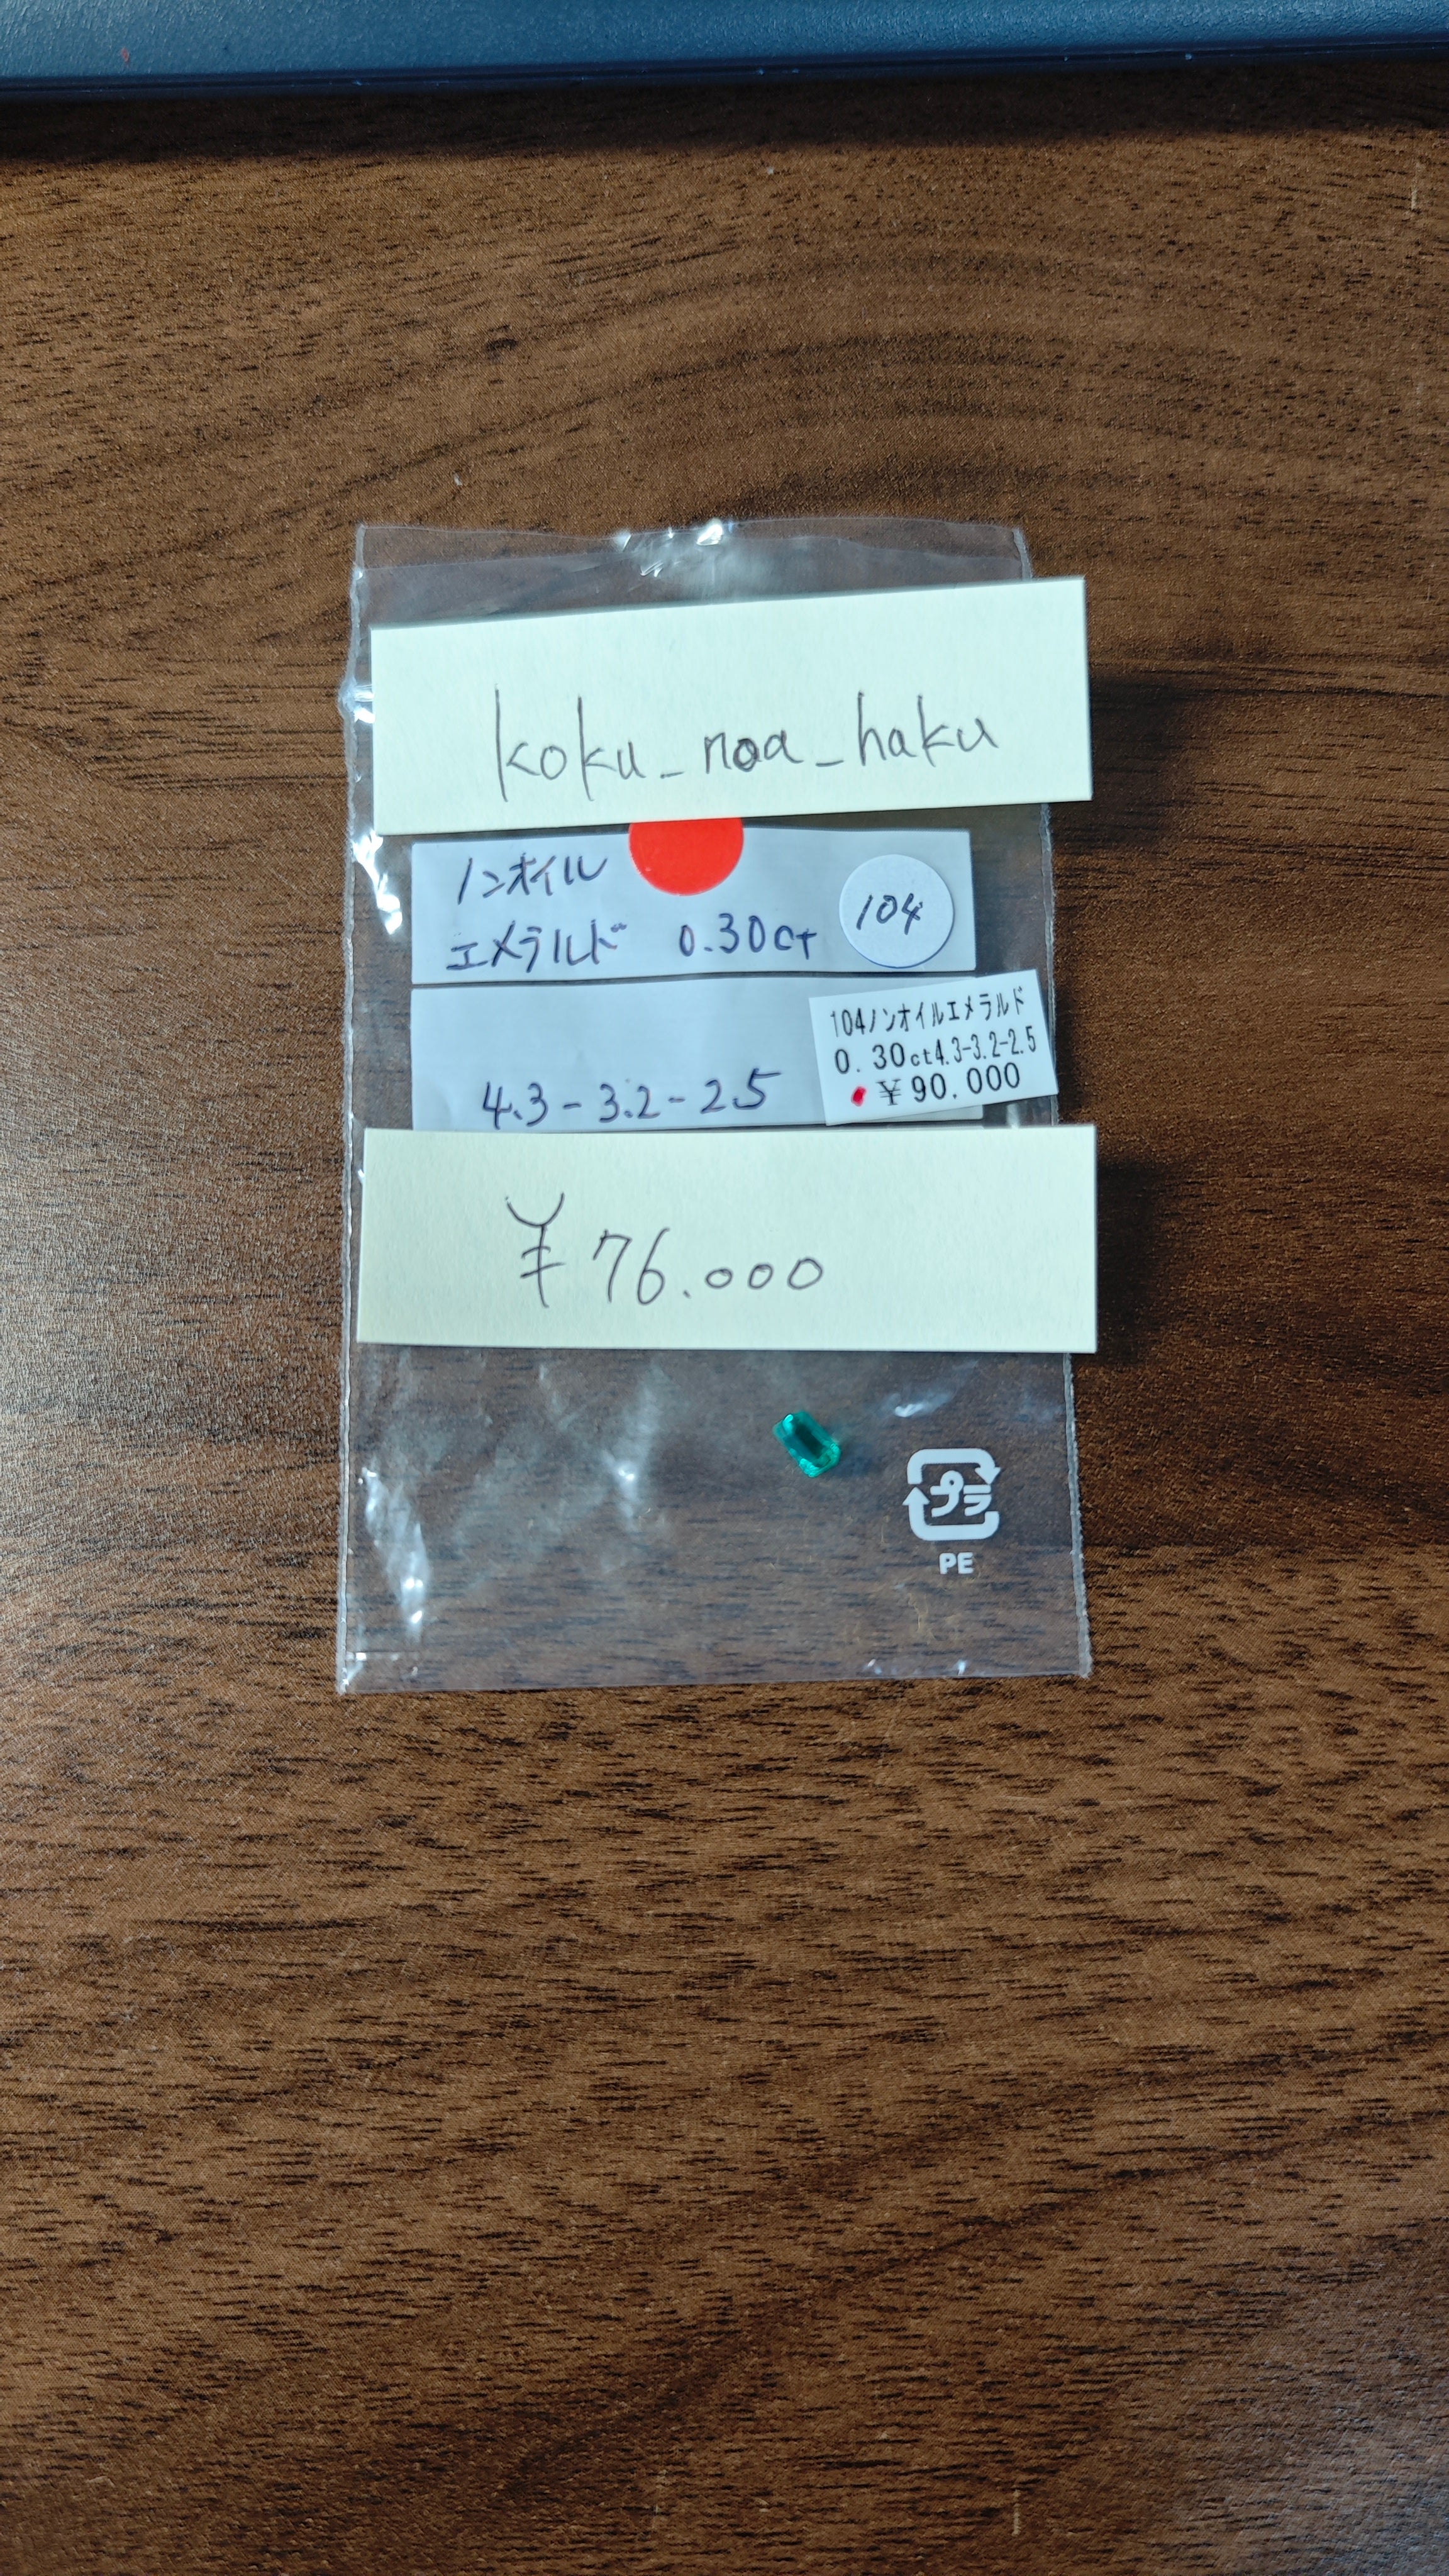 koku_noa_haku
ノンオイル
エメラルド 0.30ct
104
4.3-3.2-2.5
104ノンオイルエメラルド
0.30ct4.3-3.2-2.5
¥90.000
¥76.000
プラ
PE